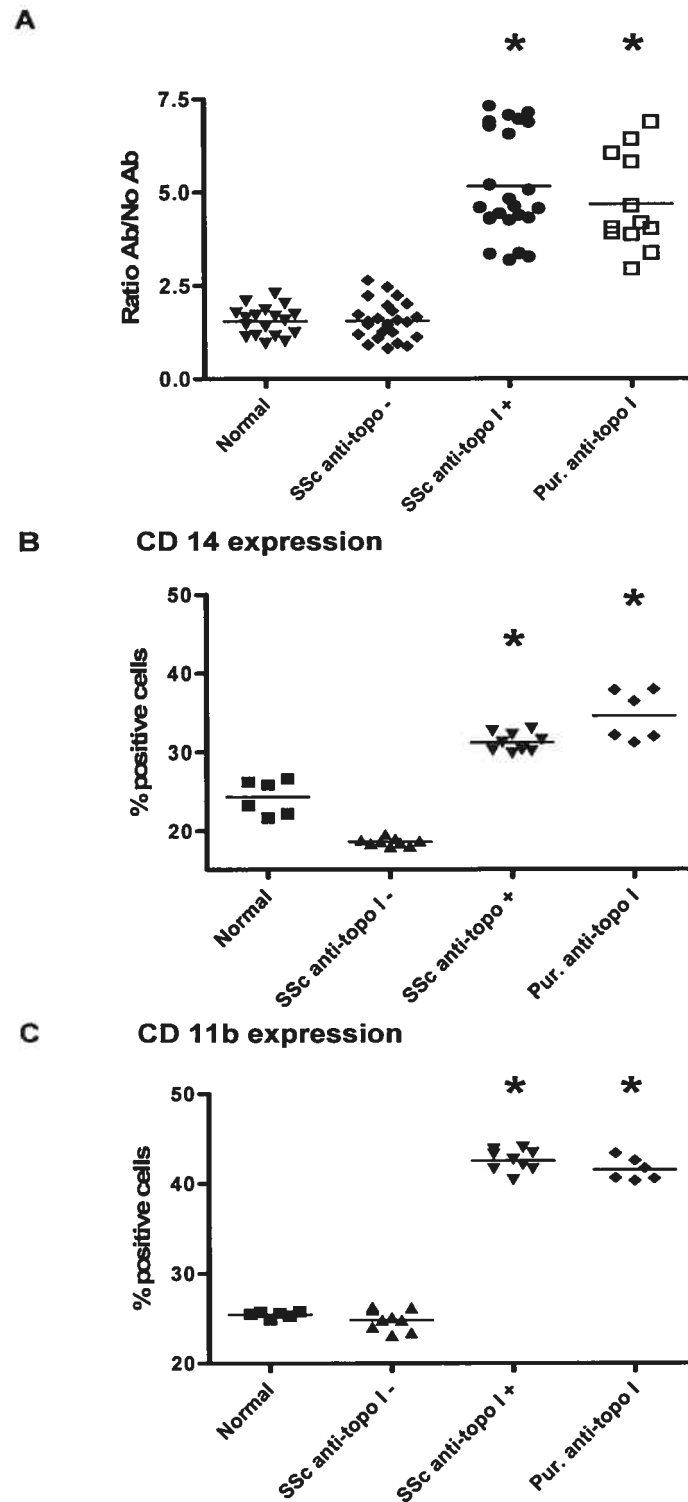 A
* *
7.5
5.0
2.5
0.0
Ratio Ab/No Ab
Normal
SSc anti-topo -
SSc anti-topo I +
Pur. anti-topo I
B CD 14 expression
* *
50
40
30
20
% positive cells
Normal
SSc anti-topo I -
SSc anti-topo +
Pur. anti-topo I
C CD 11b expression
* *
50
40
30
20
% positive cells
Normal
SSc anti-topo I -
SSc anti-topo I +
Pur. anti-topo I